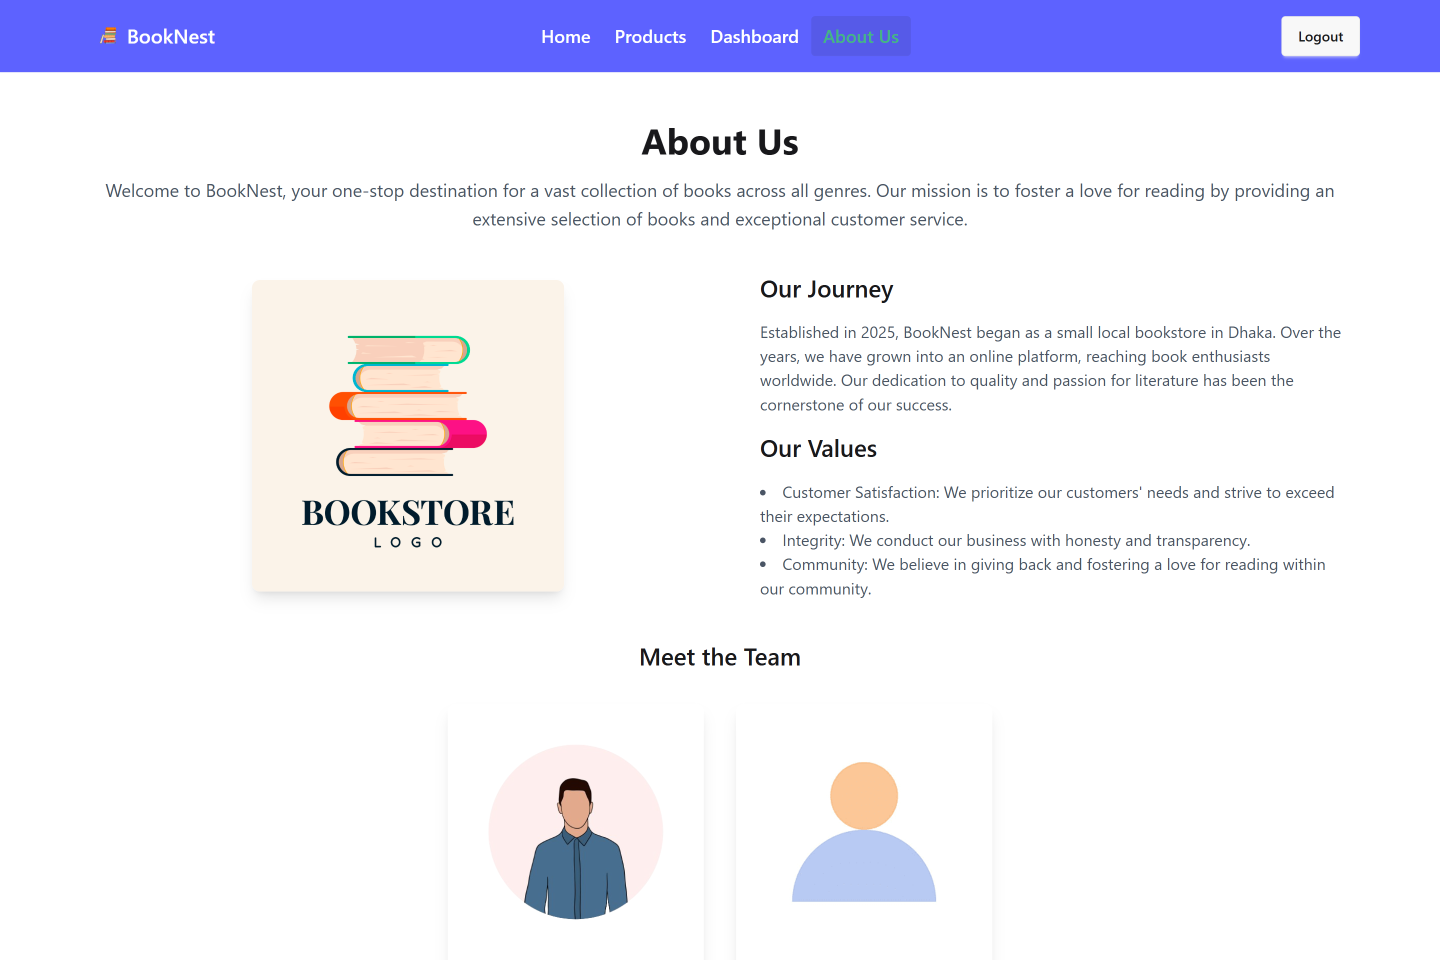 BookNest
Home
Products
Dashboard
About Us
Logout
About Us
Welcome to BookNest, your one-stop destination for a vast collection of books across all genres. Our mission is to foster a love for reading by providing an
extensive selection of books and exceptional customer service.
BOOKSTORE
LOGO
Our Journey
Established in 2025, BookNest began as a small local bookstore in Dhaka. Over the
years, we have grown into an online platform, reaching book enthusiasts
worldwide. Our dedication to quality and passion for literature has been the
cornerstone of our success.
Our Values
• Customer Satisfaction: We prioritize our customers' needs and strive to exceed
their expectations.
• Integrity: We conduct our business with honesty and transparency.
• Community: We believe in giving back and fostering a love for reading within
our community.
Meet the Team